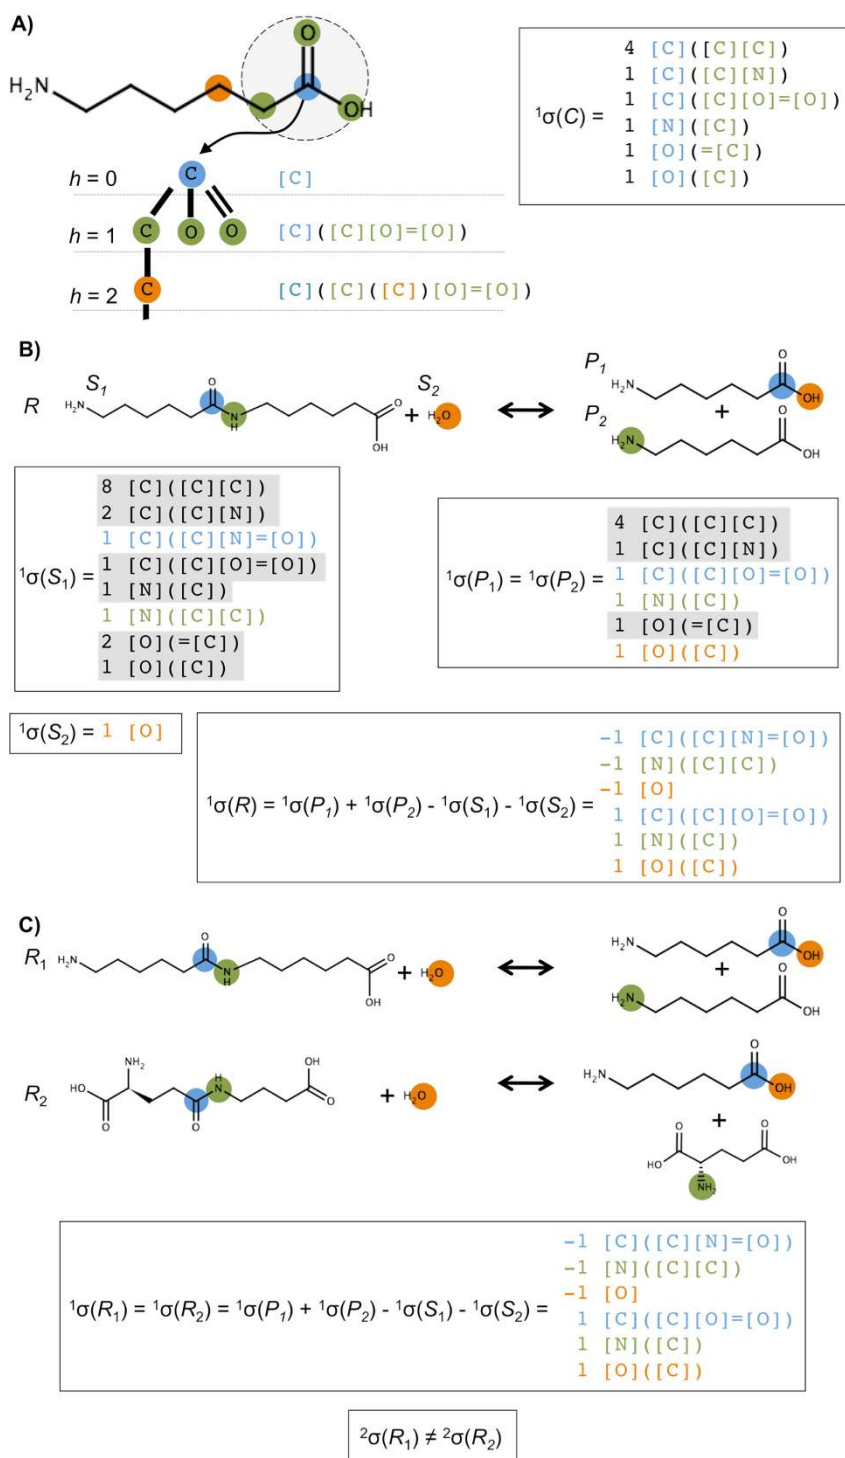 A)
O
H₂N
OH
h = 0
C
[C]
h = 1
C
O
O
[C]([C][O]=[O])
h = 2
C
[C]([C]([C])[O]=[O])
¹σ(C) =
4 [C]([C][C])
1 [C]([C][N])
1 [C]([C][O]=[O])
1 [N]([C])
1 [O](=[C])
1 [O]([C])
B)
R
S₁
H₂N
O
N
H
O
OH
+
S₂
H₂O
P₁
H₂N
O
OH
+
P₂
H₂N
O
OH
¹σ(S₁) =
8 [C]([C][C])
2 [C]([C][N])
1 [C]([C][N]=[O])
1 [C]([C][O]=[O])
1 [N]([C])
1 [N]([C][C])
2 [O](=[C])
1 [O]([C])
¹σ(P₁) = ¹σ(P₂) =
4 [C]([C][C])
1 [C]([C][N])
1 [C]([C][O]=[O])
1 [N]([C])
1 [O](=[C])
1 [O]([C])
¹σ(S₂) = 1 [O]
¹σ(R) = ¹σ(P₁) + ¹σ(P₂) - ¹σ(S₁) - ¹σ(S₂) =
-1 [C]([C][N]=[O])
-1 [N]([C][C])
-1 [O]
1 [C]([C][O]=[O])
1 [N]([C])
1 [O]([C])
C)
R₁
H₂N
O
N
H
O
OH
+
H₂O
H₂N
O
OH
+
H₂N
O
OH
R₂
HO
O
NH₂
O
H
N
OH
O
+
H₂O
H₂N
O
OH
+
O
HO
NH₂
O
OH
¹σ(R₁) = ¹σ(R₂) = ¹σ(P₁) + ¹σ(P₂) - ¹σ(S₁) - ¹σ(S₂) =
-1 [C]([C][N]=[O])
-1 [N]([C][C])
-1 [O]
1 [C]([C][O]=[O])
1 [N]([C])
1 [O]([C])
²σ(R₁) ≠ ²σ(R₂)